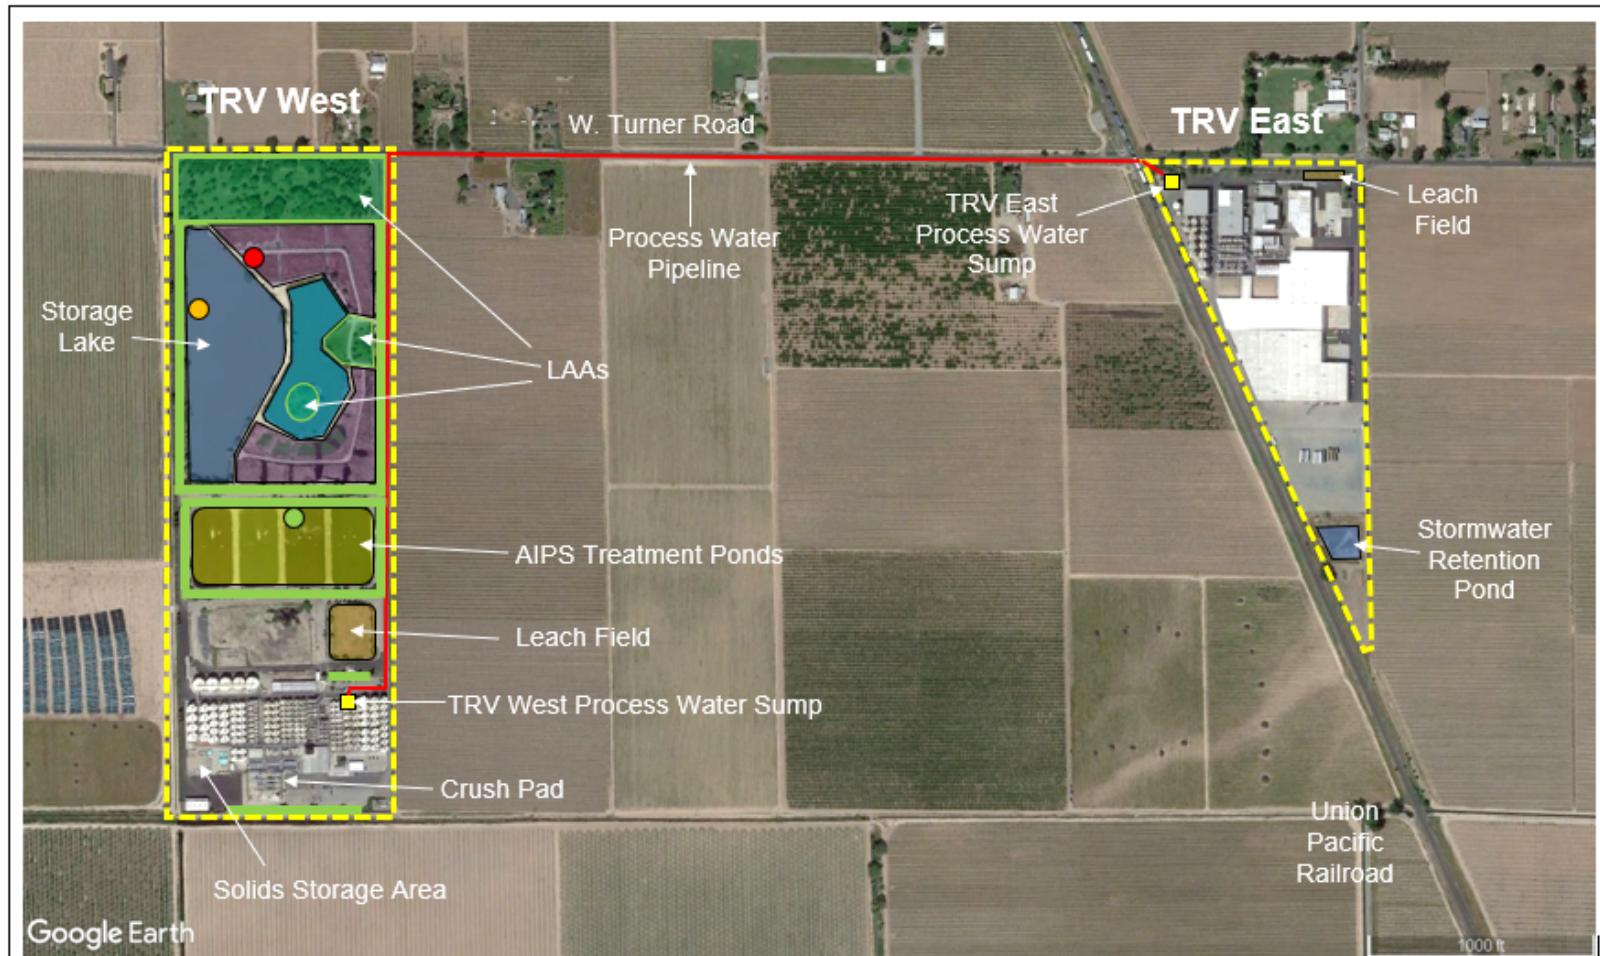 TRV West
W. Turner Road
TRV East
TRV East
Process Water
Sump
Leach
Field
Process Water
Pipeline
Storage
Lake
LAAs
AIPS Treatment Ponds
Stormwater
Retention
Pond
Leach Field
TRV West Process Water Sump
Crush Pad
Union
Pacific
Railroad
Solids Storage Area
Google Earth
1000 ft